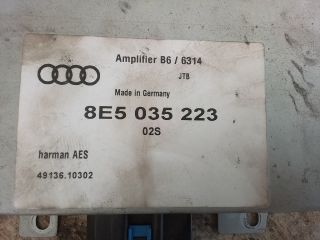 Amplifier B6 / 6314
JTB
Made in Germany
8E5 035 223
02S
harman AES
49136.10302